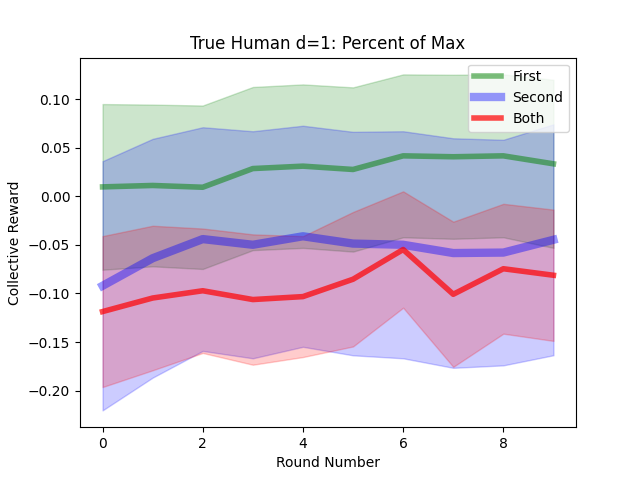 True Human d=1: Percent of Max
First
Second
Both
Collective Reward
0.10
0.05
0.00
−0.05
−0.10
−0.15
−0.20
0 2 4 6 8
Round Number